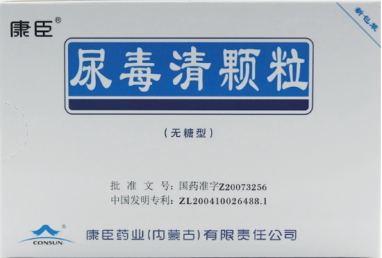 康臣®
新包装
尿毒清颗粒
(无糖型)
批 准 文 号：国药准字Z20073256
中国发明专利：ZL200410026488.1
CONSUN
康臣药业(内蒙古)有限责任公司